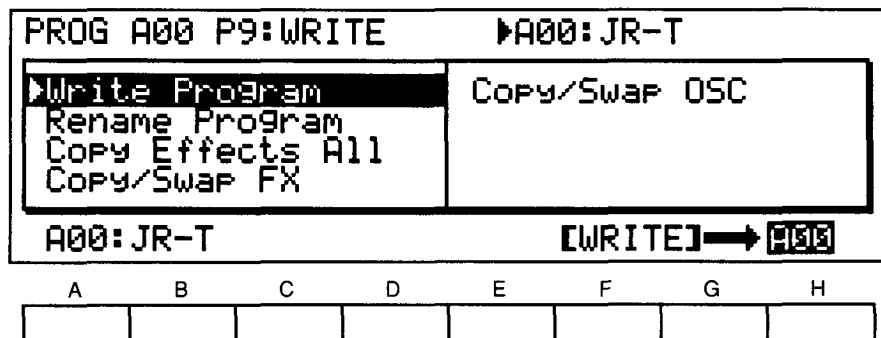 PROG A00 P9:WRITE ▶A00:JR-T
▶Write Program
Rename Program
Copy Effects All
Copy/Swap FX
Copy/Swap OSC
A00:JR-T [WRITE]→A00
A B C D E F G H